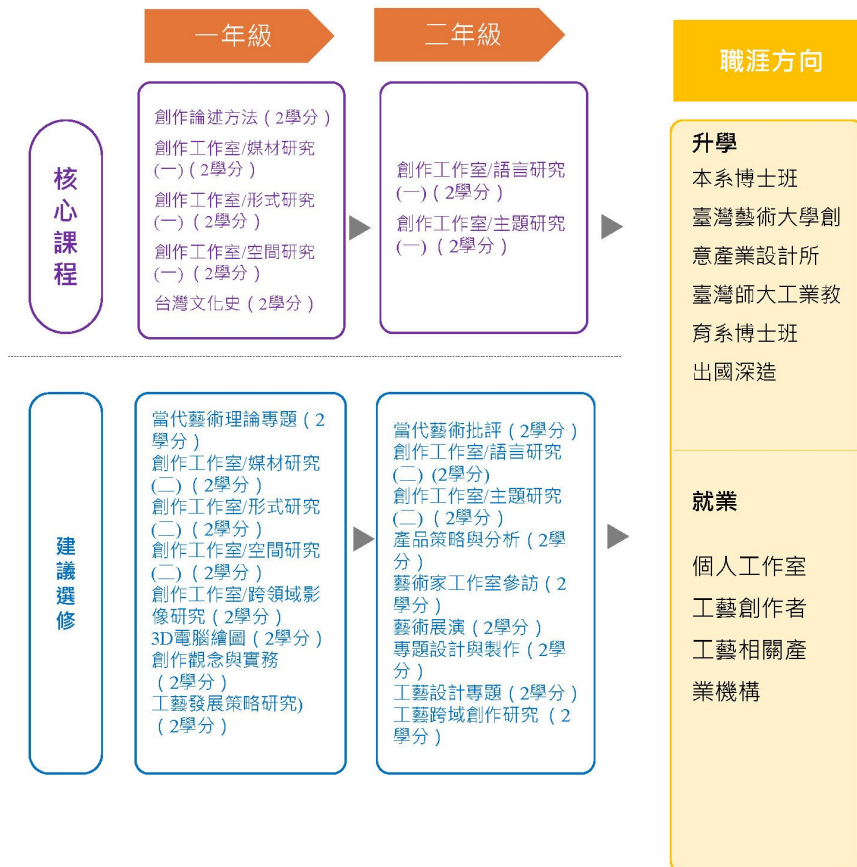 一年級
二年級
職涯方向
核
心
課
程
創作論述方法（2學分）
創作工作室/媒材研究
(一)（2學分）
創作工作室/形式研究
(一)（2學分）
創作工作室/空間研究
(一)（2學分）
台灣文化史（2學分）
創作工作室/語言研究
(一)（2學分）
創作工作室/主題研究
(一)（2學分）
建
議
選
修
當代藝術理論專題（2
學分）
創作工作室/媒材研究
(二)（2學分）
創作工作室/形式研究
(二)（2學分）
創作工作室/空間研究
(二)（2學分）
創作工作室/跨領域影
像研究（2學分）
3D電腦繪圖（2學分）
創作觀念與實務
（2學分）
工藝發展策略研究)
（2學分）
當代藝術批評（2學分）
創作工作室/語言研究
(二) (2學分)
創作工作室/主題研究
(二)（2學分）
產品策略與分析（2學
分）
藝術家工作室參訪（2
學分）
藝術展演（2學分）
專題設計與製作（2學
分）
工藝設計專題（2學分）
工藝跨域創作研究（2
學分）
升學
本系博士班
臺灣藝術大學創
意產業設計所
臺灣師大工業教
育系博士班
出國深造
就業
個人工作室
工藝創作者
工藝相關產
業機構